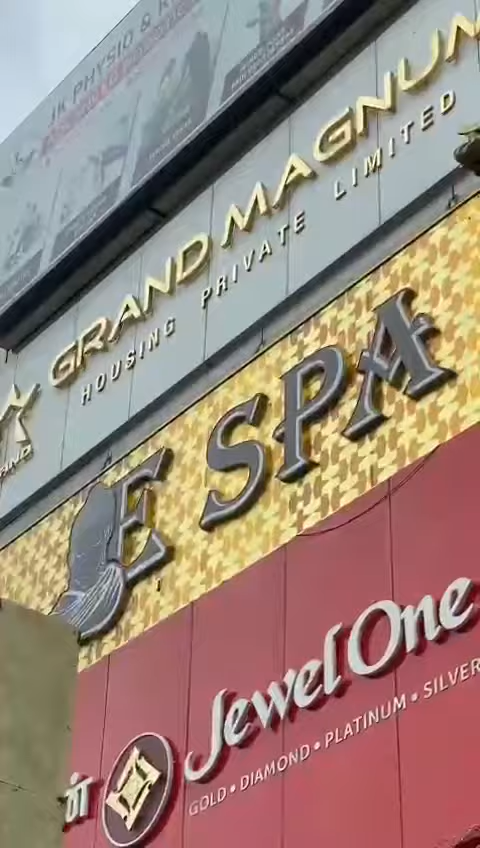 JK PHYSIO &
GRAND MAGNUM
HOUSING PRIVATE LIMITED
E SPA
Jewel One
GOLD • DIAMOND • PLATINUM • SILVER
ன்